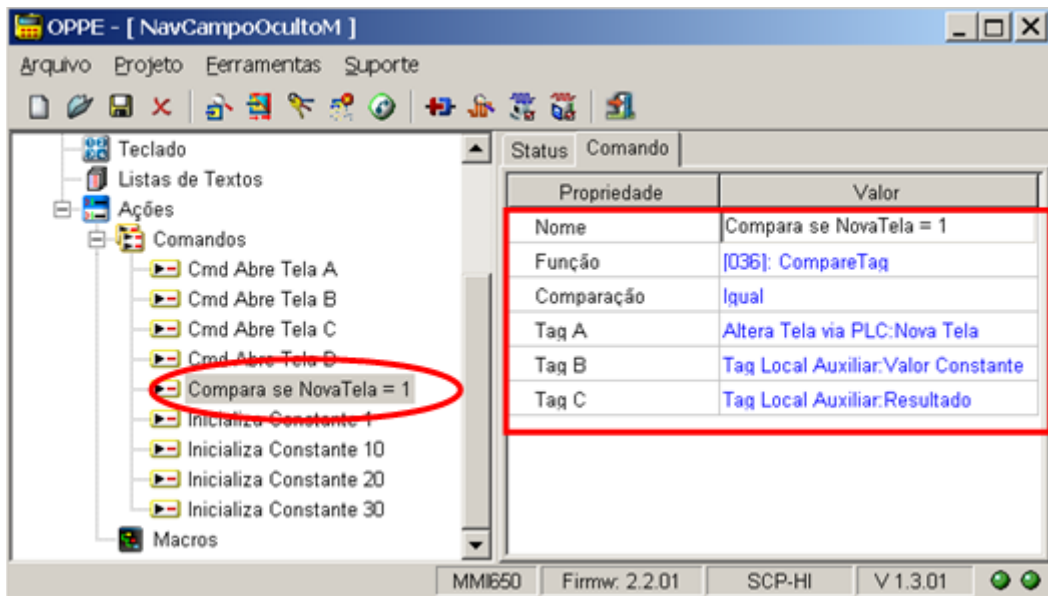 OPPE - [ NavCampoOcultoM ]
Arquivo Projeto Ferramentas Suporte
Teclado
Listas de Textos
Ações
Comandos
Cmd Abre Tela A
Cmd Abre Tela B
Cmd Abre Tela C
Cmd Abre Tela D
Compara se NovaTela = 1
Inicializa Constante 1
Inicializa Constante 10
Inicializa Constante 20
Inicializa Constante 30
Macros
Status Comando
Propriedade Valor
Nome Compara se NovaTela = 1
Função [036]: CompareTag
Comparação Igual
Tag A Altera Tela via PLC:Nova Tela
Tag B Tag Local Auxiliar:Valor Constante
Tag C Tag Local Auxiliar:Resultado
MMI650 Firmw: 2.2.01 SCP-HI V 1.3.01